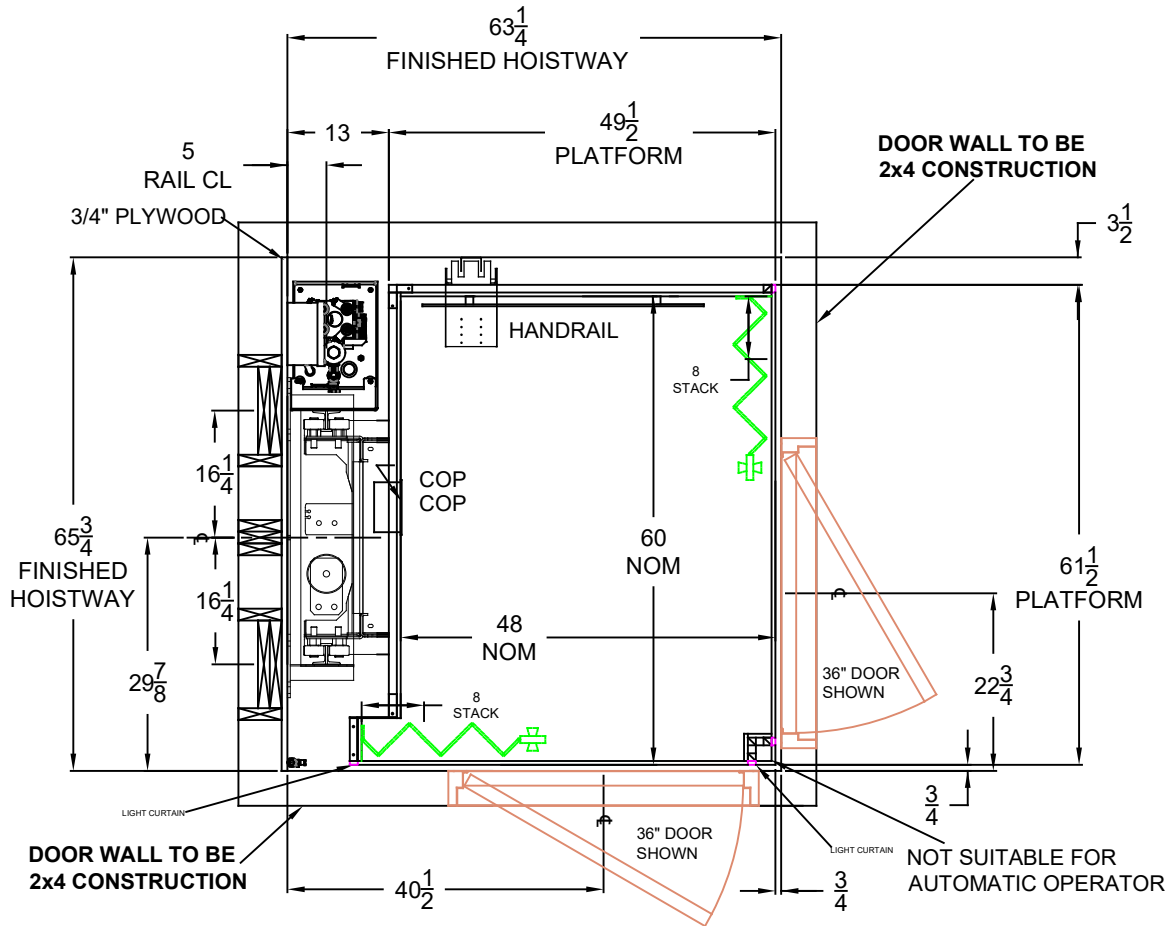 63 1/4
FINISHED HOISTWAY
13
49 1/2
PLATFORM
5
RAIL CL
3/4" PLYWOOD
DOOR WALL TO BE
2x4 CONSTRUCTION
3 1/2
HANDRAIL
8
STACK
16 1/4
COP
COP
65 3/4
FINISHED
HOISTWAY
60
NOM
61 1/2
PLATFORM
16 1/4
48
NOM
29 7/8
36" DOOR
SHOWN
22 3/4
8
STACK
3/4
LIGHT CURTAIN
36" DOOR
SHOWN
LIGHT CURTAIN
NOT SUITABLE FOR
AUTOMATIC OPERATOR
DOOR WALL TO BE
2x4 CONSTRUCTION
40 1/2
3/4